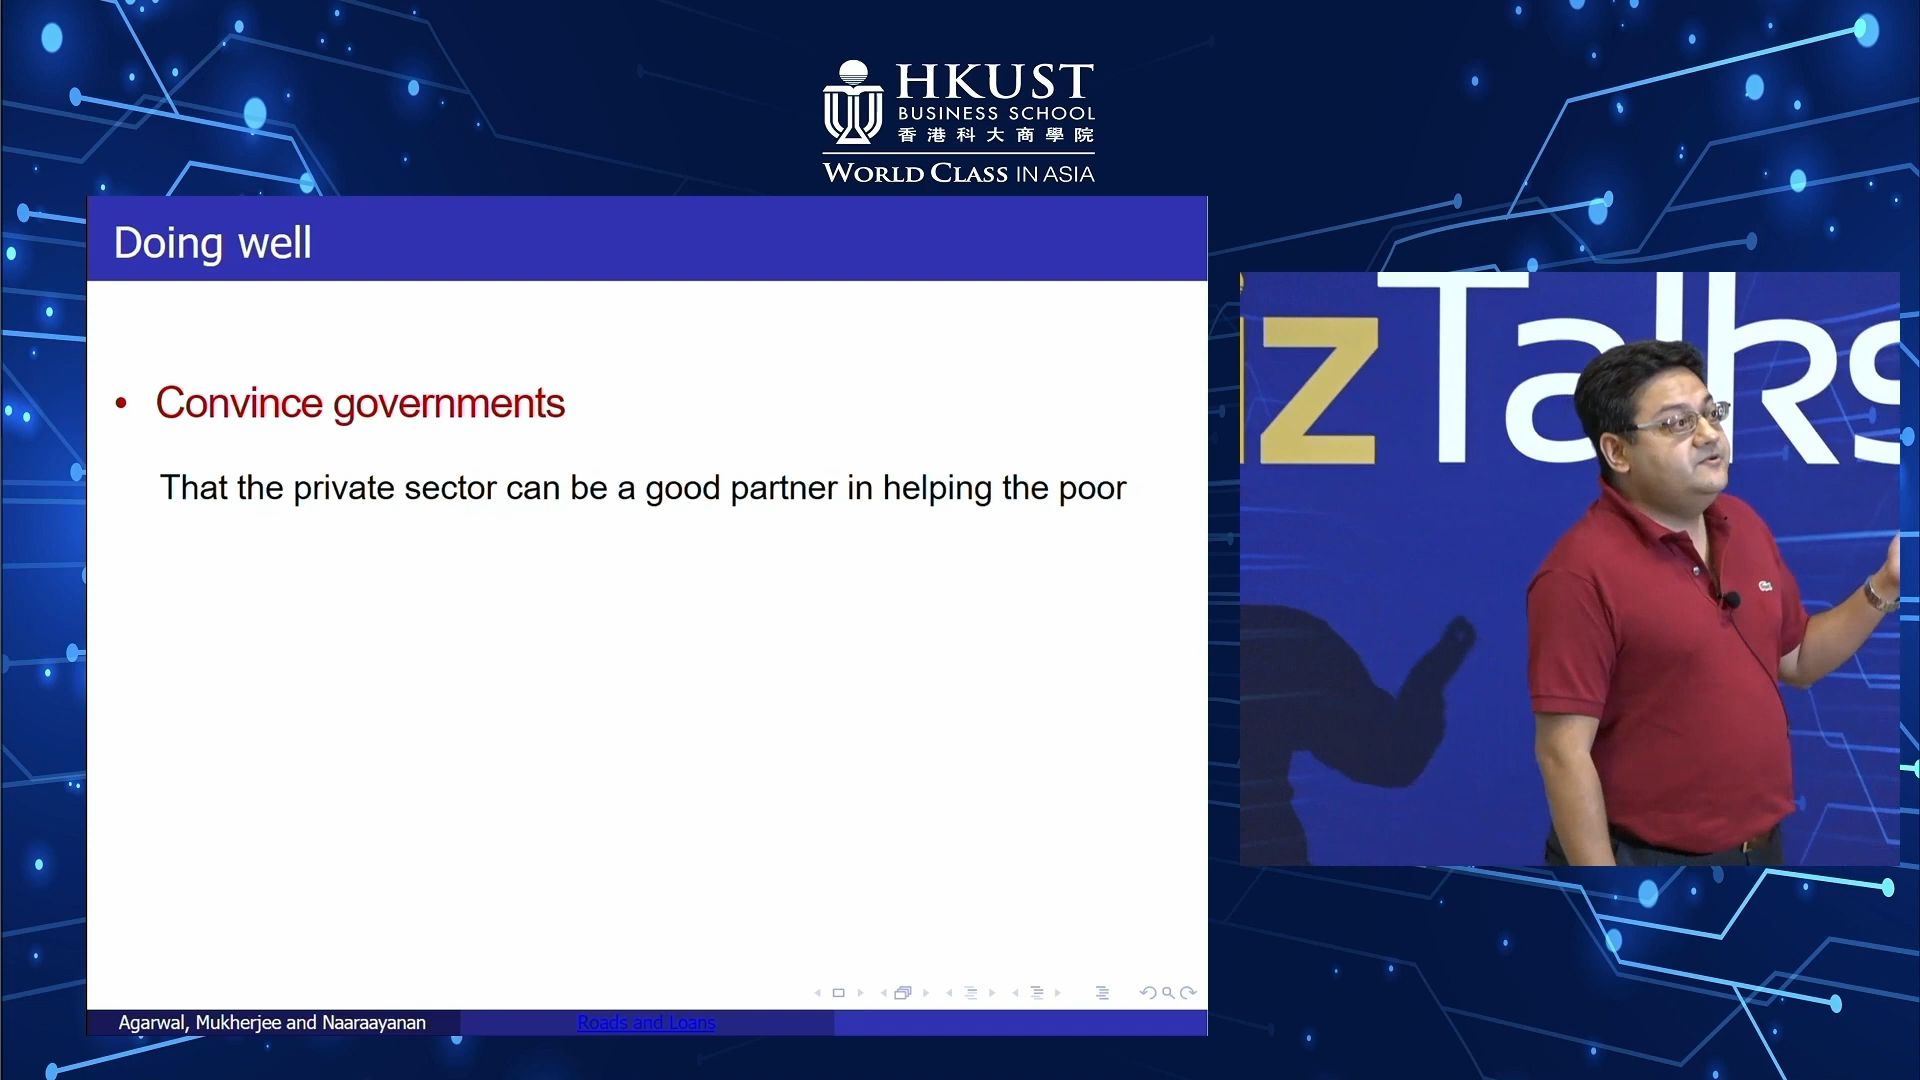 HKUST
BUSINESS SCHOOL
香港科大商學院
WORLD CLASS IN ASIA
Doing well
• Convince governments
That the private sector can be a good partner in helping the poor
Agarwal, Mukherjee and Naaraayanan
Roads and Loans
izTalks